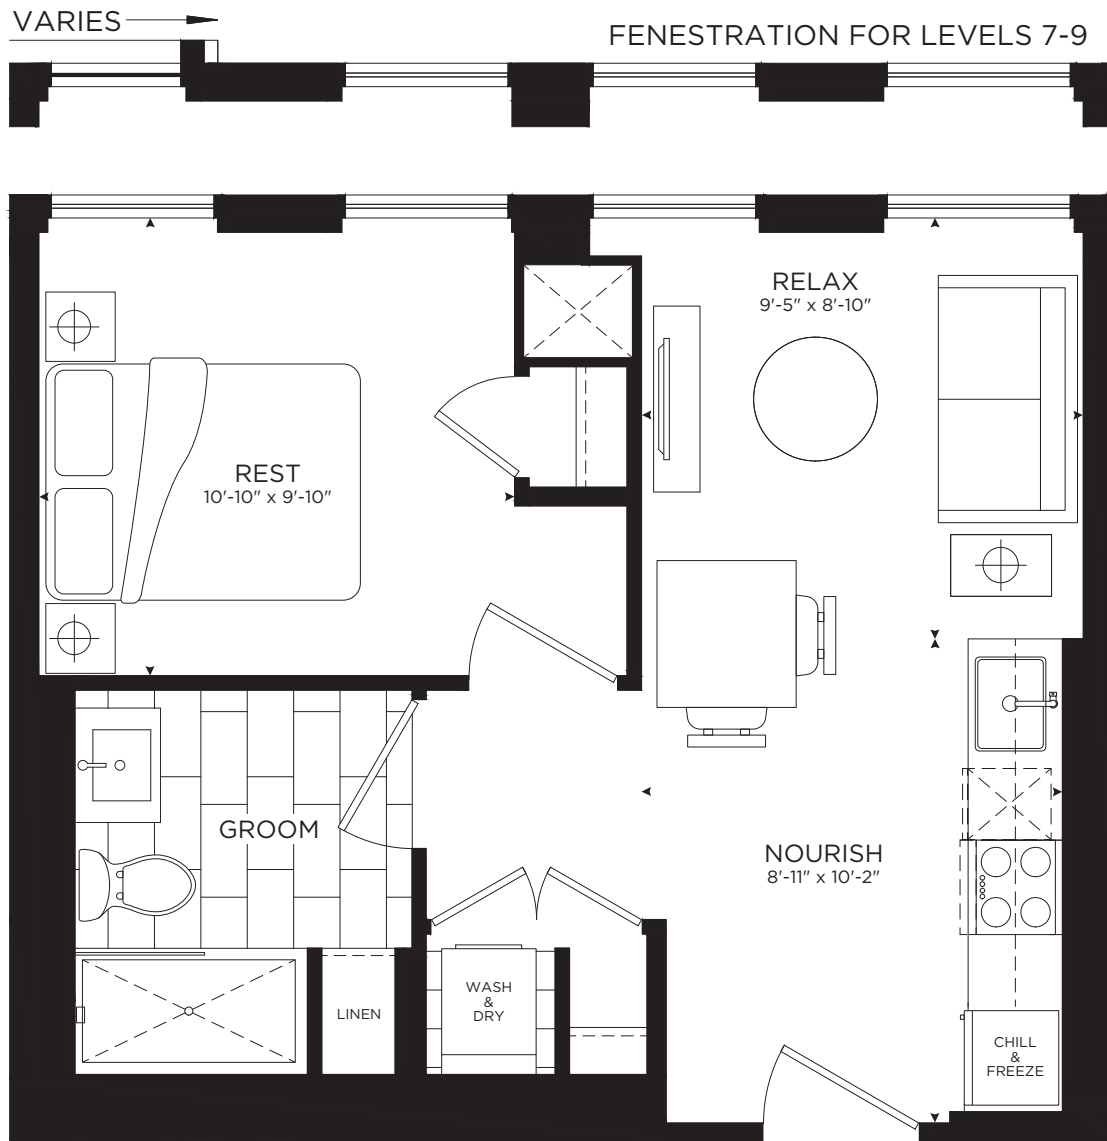 VARIES
FENESTRATION FOR LEVELS 7-9
RELAX
9'-5" x 8'-10"
REST
10'-10" x 9'-10"
GROOM
NOURISH
8'-11" x 10'-2"
LINEN
WASH
&
DRY
CHILL
&
FREEZE